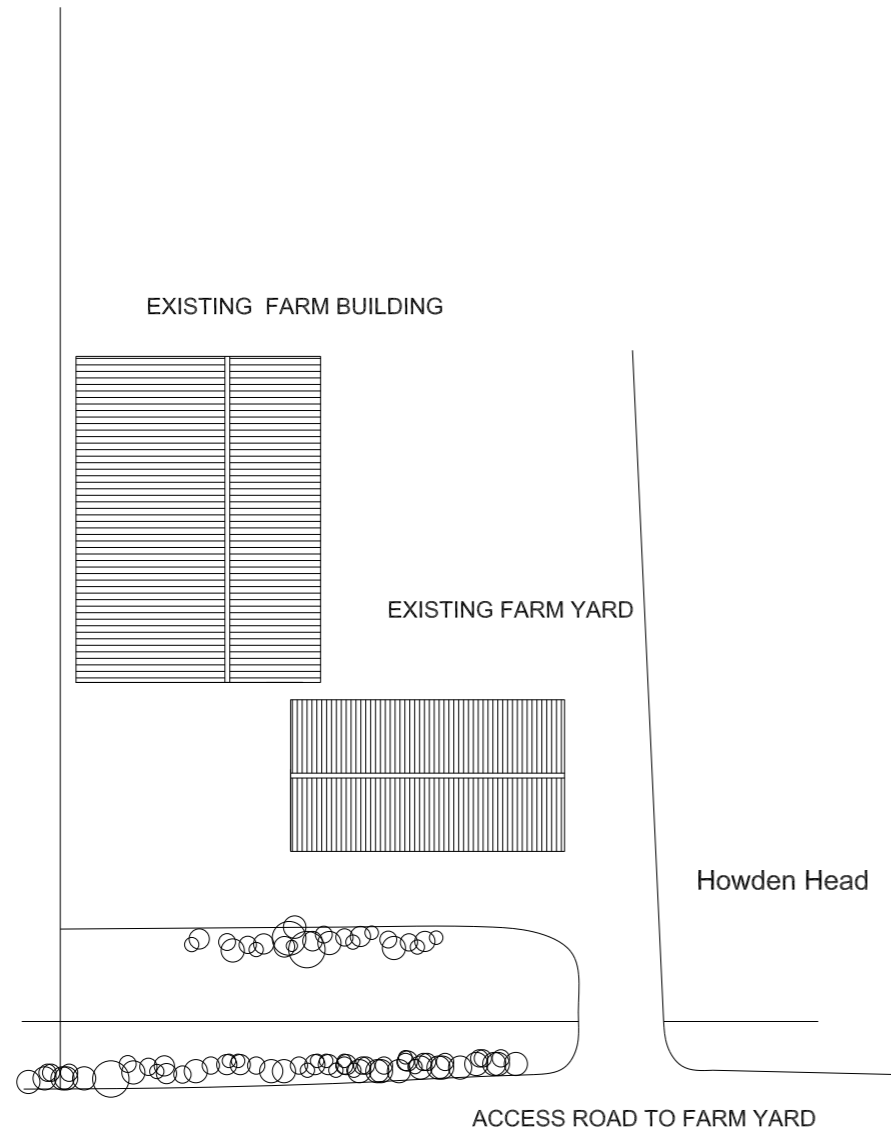 EXISTING FARM BUILDING
EXISTING FARM YARD
Howden Head
ACCESS ROAD TO FARM YARD